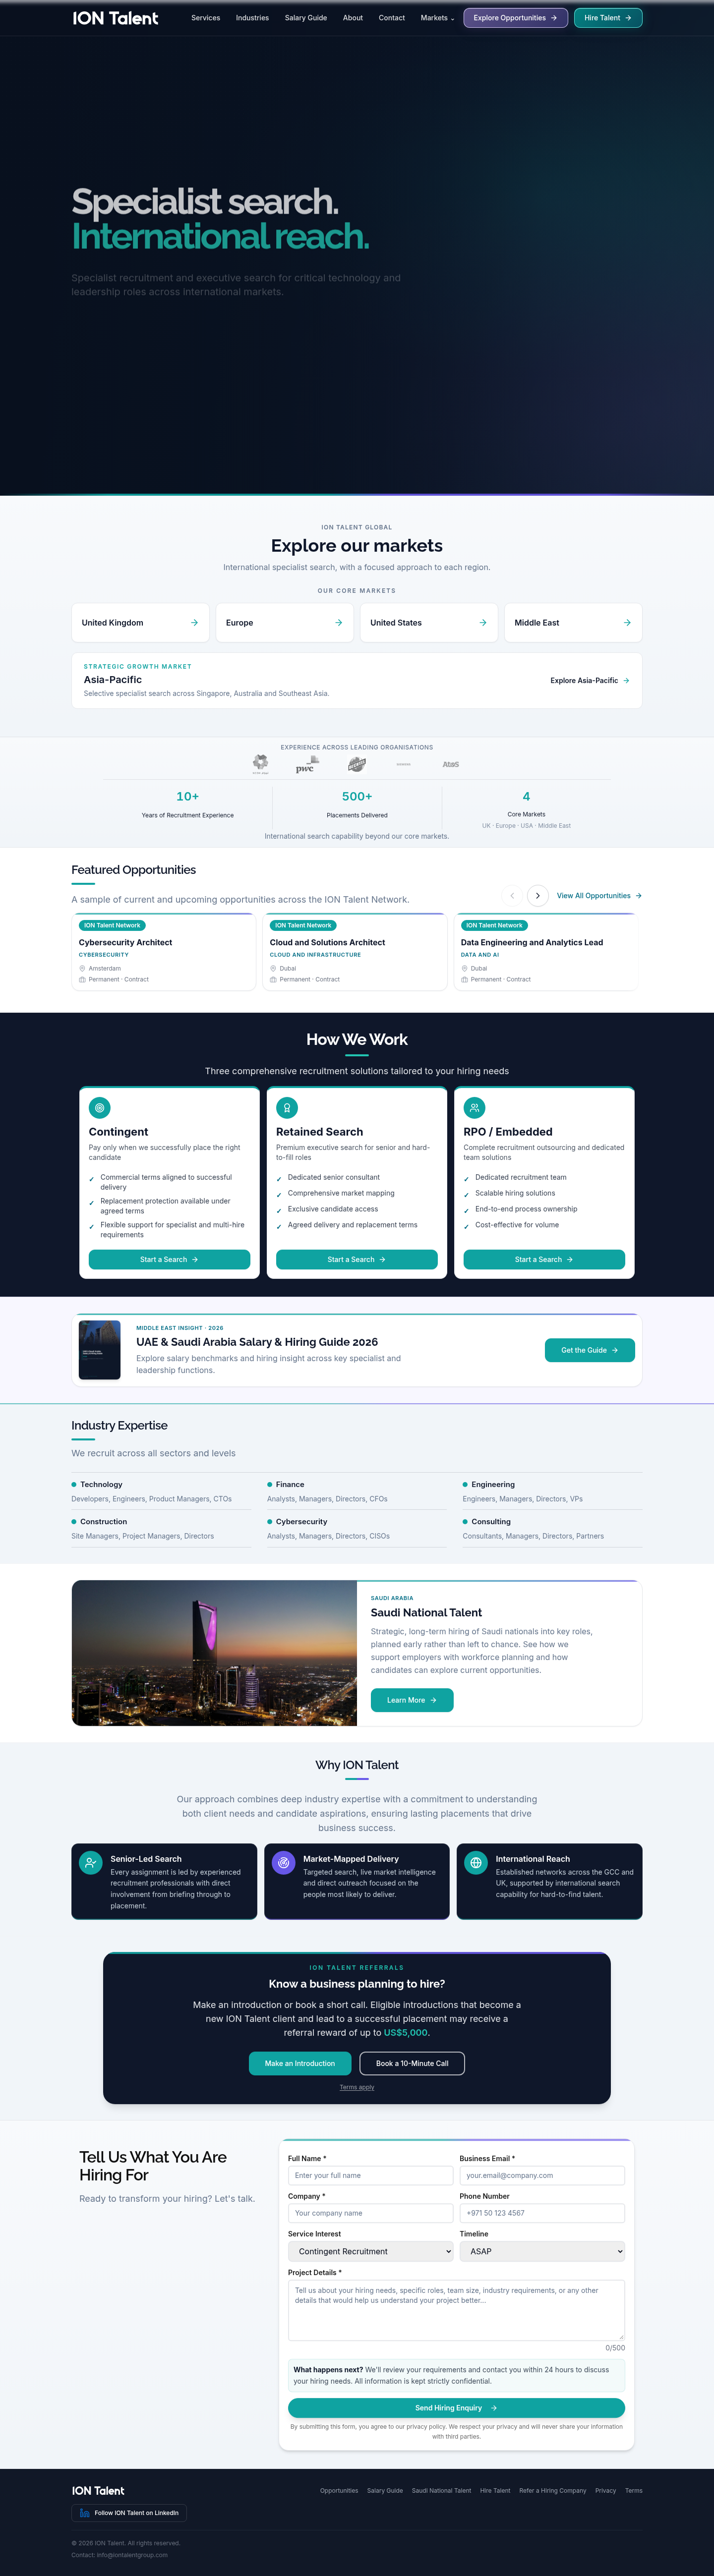 ION Talent
Services
Industries
Salary Guide
About
Contact
Markets
Explore Opportunities
Hire Talent
Specialist search.
International reach.
Specialist recruitment and executive search for critical technology and
leadership roles across international markets.
ION TALENT GLOBAL
Explore our markets
International specialist search, with a focused approach to each region.
OUR CORE MARKETS
United Kingdom
Europe
United States
Middle East
STRATEGIC GROWTH MARKET
Asia-Pacific
Selective specialist search across Singapore, Australia and Southeast Asia.
Explore Asia-Pacific
EXPERIENCE ACROSS LEADING ORGANISATIONS
pwc
AtoS
10+
Years of Recruitment Experience
500+
Placements Delivered
4
Core Markets
UK · Europe · USA · Middle East
International search capability beyond our core markets.
Featured Opportunities
A sample of current and upcoming opportunities across the ION Talent Network.
View All Opportunities
ION Talent Network
Cybersecurity Architect
CYBERSECURITY
Amsterdam
Permanent · Contract
ION Talent Network
Cloud and Solutions Architect
CLOUD AND INFRASTRUCTURE
Dubai
Permanent · Contract
ION Talent Network
Data Engineering and Analytics Lead
DATA AND AI
Dubai
Permanent · Contract
How We Work
Three comprehensive recruitment solutions tailored to your hiring needs
Contingent
Pay only when we successfully place the right
candidate
✓ Commercial terms aligned to successful
delivery
✓ Replacement protection available under
agreed terms
✓ Flexible support for specialist and multi-hire
requirements
Start a Search
Retained Search
Premium executive search for senior and hard-
to-fill roles
✓ Dedicated senior consultant
✓ Comprehensive market mapping
✓ Exclusive candidate access
✓ Agreed delivery and replacement terms
Start a Search
RPO / Embedded
Complete recruitment outsourcing and dedicated
team solutions
✓ Dedicated recruitment team
✓ Scalable hiring solutions
✓ End-to-end process ownership
✓ Cost-effective for volume
Start a Search
MIDDLE EAST INSIGHT · 2026
UAE & Saudi Arabia Salary & Hiring Guide 2026
Explore salary benchmarks and hiring insight across key specialist and
leadership functions.
Get the Guide
Industry Expertise
We recruit across all sectors and levels
Technology
Developers, Engineers, Product Managers, CTOs
Finance
Analysts, Managers, Directors, CFOs
Engineering
Engineers, Managers, Directors, VPs
Construction
Site Managers, Project Managers, Directors
Cybersecurity
Analysts, Managers, Directors, CISOs
Consulting
Consultants, Managers, Directors, Partners
SAUDI ARABIA
Saudi National Talent
Strategic, long-term hiring of Saudi nationals into key roles,
planned early rather than left to chance. See how we
support employers with workforce planning and how
candidates can explore current opportunities.
Learn More
Why ION Talent
Our approach combines deep industry expertise with a commitment to understanding
both client needs and candidate aspirations, ensuring lasting placements that drive
business success.
Senior-Led Search
Every assignment is led by experienced
recruitment professionals with direct
involvement from briefing through to
placement.
Market-Mapped Delivery
Targeted search, live market intelligence
and direct outreach focused on the
people most likely to deliver.
International Reach
Established networks across the GCC and
UK, supported by international search
capability for hard-to-find talent.
ION TALENT REFERRALS
Know a business planning to hire?
Make an introduction or book a short call. Eligible introductions that become a
new ION Talent client and lead to a successful placement may receive a
referral reward of up to US$5,000.
Make an Introduction
Book a 10-Minute Call
Terms apply
Tell Us What You Are
Hiring For
Ready to transform your hiring? Let's talk.
Full Name *
Enter your full name
Business Email *
your.email@company.com
Company *
Your company name
Phone Number
+971 50 123 4567
Service Interest
Contingent Recruitment
Timeline
ASAP
Project Details *
Tell us about your hiring needs, specific roles, team size, industry requirements, or any other
details that would help us understand your project better...
0/500
What happens next? We'll review your requirements and contact you within 24 hours to discuss
your hiring needs. All information is kept strictly confidential.
Send Hiring Enquiry
By submitting this form, you agree to our privacy policy. We respect your privacy and will never share your information
with third parties.
ION Talent
Opportunities
Salary Guide
Saudi National Talent
Hire Talent
Refer a Hiring Company
Privacy
Terms
Follow ION Talent on LinkedIn
© 2026 ION Talent. All rights reserved.
Contact: info@iontalentgroup.com